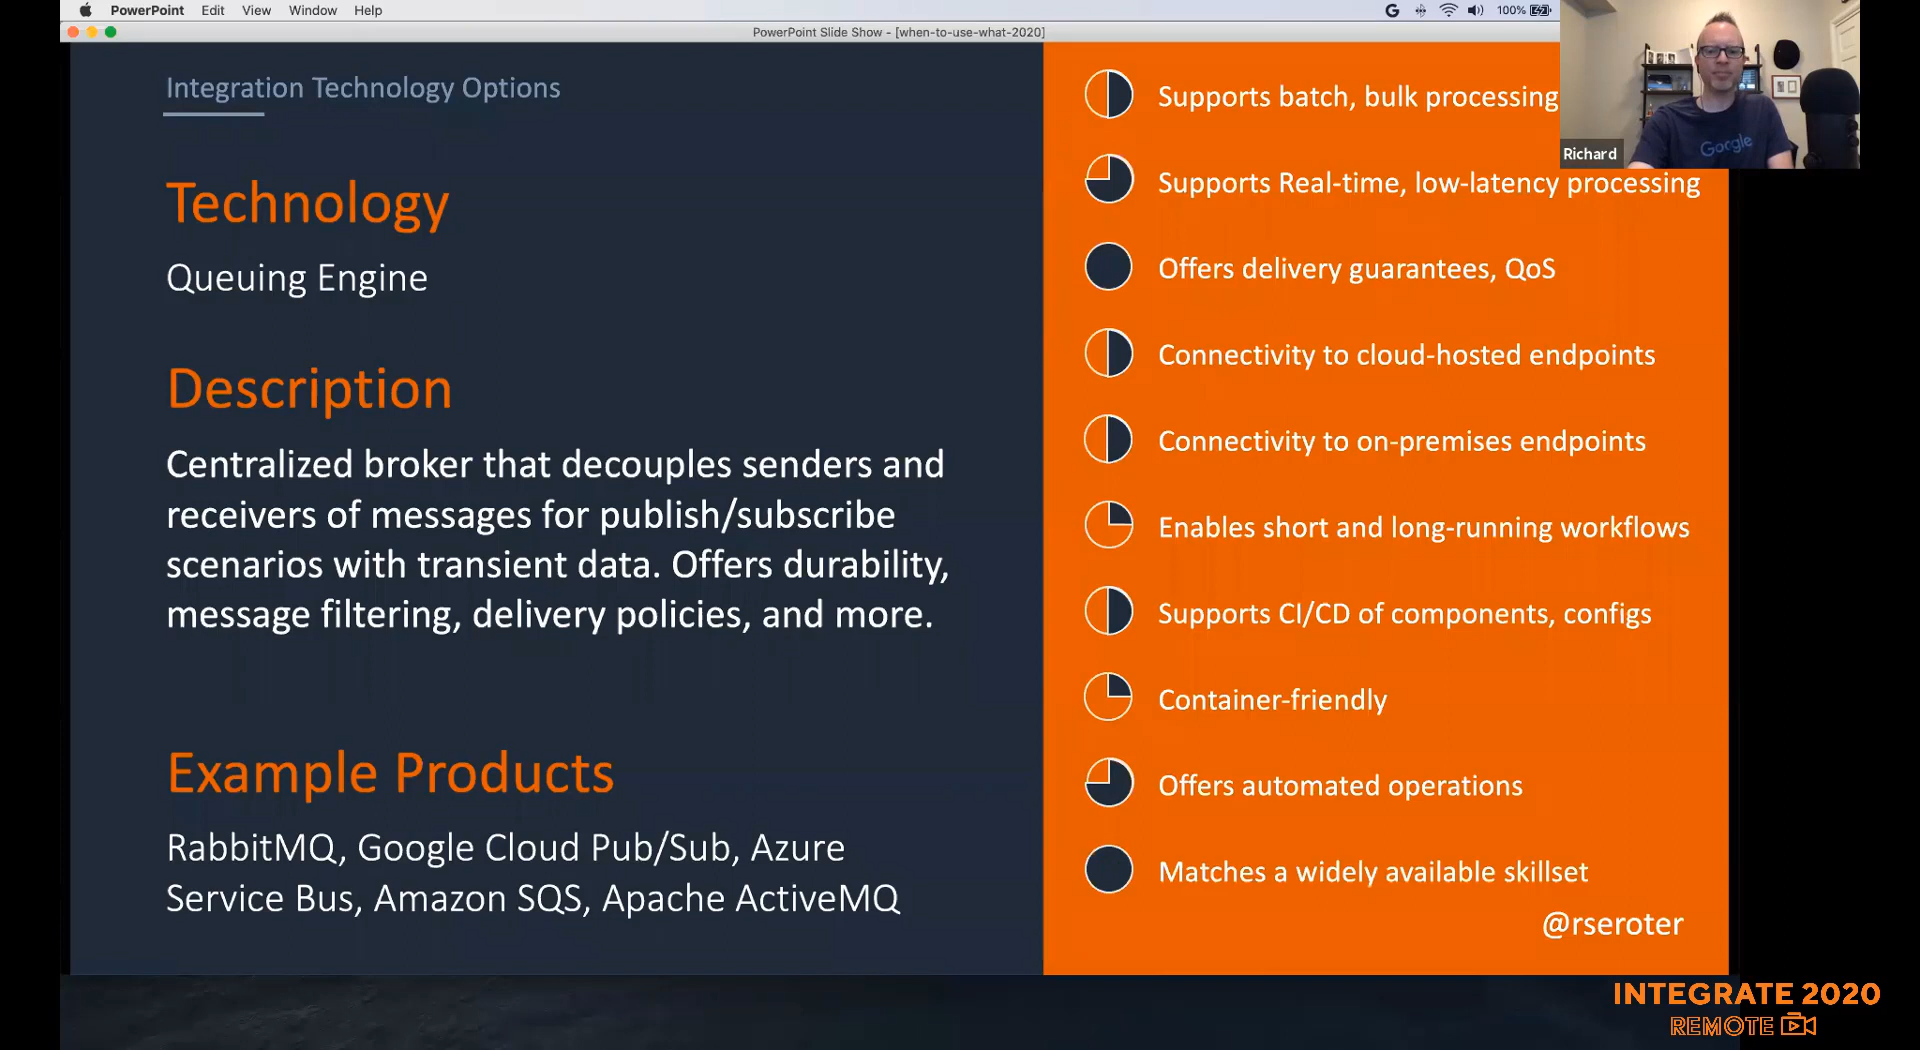 PowerPoint Edit View Window Help
G 100%
PowerPoint Slide Show - [when-to-use-what-2020]
Integration Technology Options
Technology
Queuing Engine
Description
Centralized broker that decouples senders and
receivers of messages for publish/subscribe
scenarios with transient data. Offers durability,
message filtering, delivery policies, and more.
Example Products
RabbitMQ, Google Cloud Pub/Sub, Azure
Service Bus, Amazon SQS, Apache ActiveMQ
Supports batch, bulk processing
Supports Real-time, low-latency processing
Offers delivery guarantees, QoS
Connectivity to cloud-hosted endpoints
Connectivity to on-premises endpoints
Enables short and long-running workflows
Supports CI/CD of components, configs
Container-friendly
Offers automated operations
Matches a widely available skillset
@rseroter
Google
Richard
INTEGRATE 2020
REMOTE